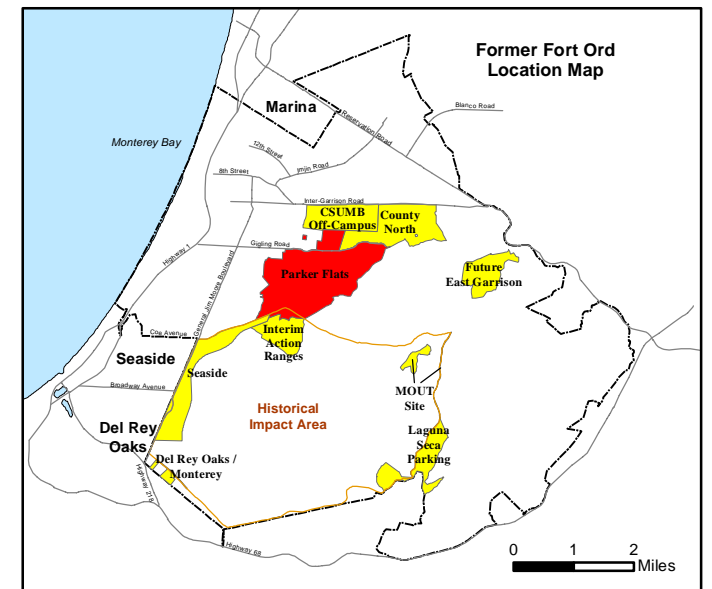 Former Fort Ord
Location Map
Marina
Blanco Road
Reservation Road
Monterey Bay
12th Street
Imjin Road
8th Street
Inter-Garrison Road
CSUMB
Off-Campus
County
North
Gigling Road
Highway 1
General Jim Moore Boulevard
Parker Flats
Future
East Garrison
Coe Avenue
Interim
Action
Ranges
Seaside
Seaside
Broadway Avenue
MOUT
Site
Historical
Impact Area
Del Rey
Oaks
Laguna
Seca
Parking
Del Rey Oaks /
Monterey
Highway 218
Highway 68
0 1 2
Miles